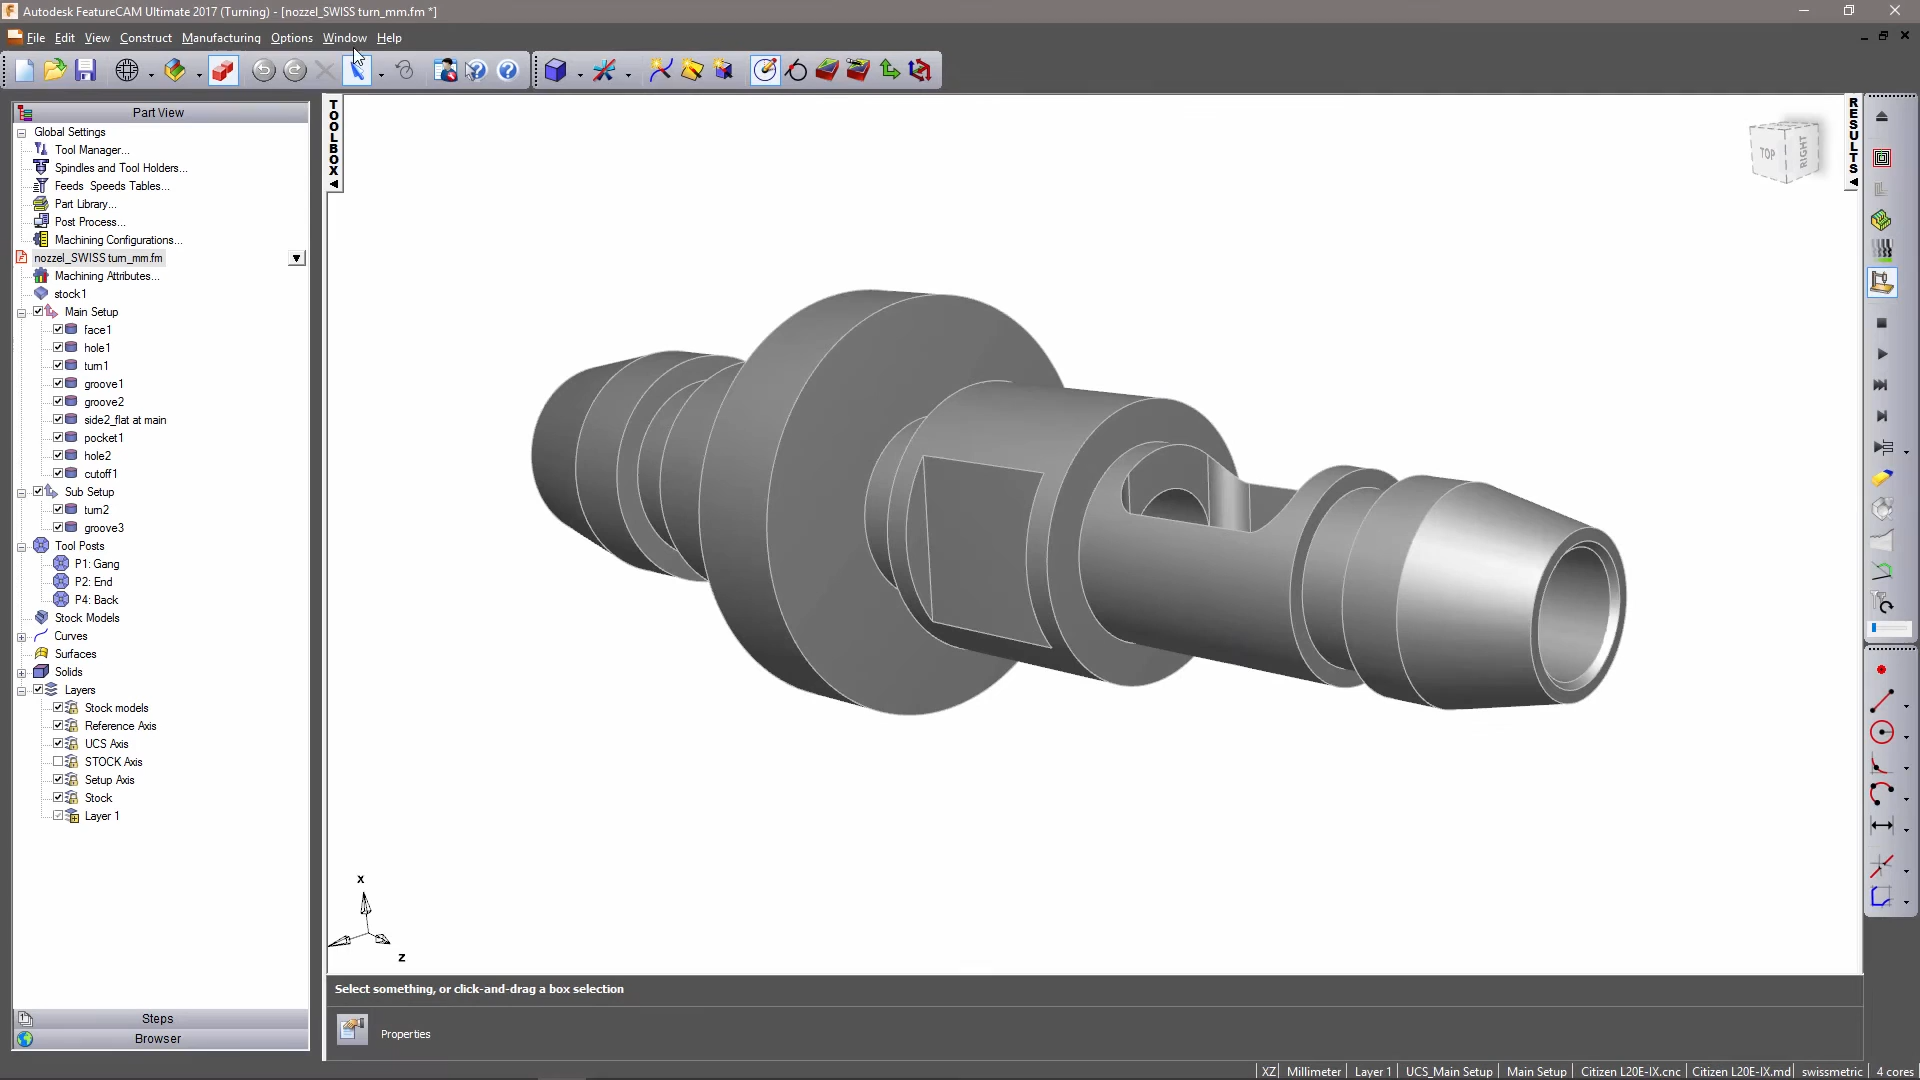 Autodesk FeatureCAM Ultimate 2017 (Turning) - [nozzel_SWISS turn_mm.fm *]
File Edit View Construct Manufacturing Options Window Help
Part View
Global Settings
Tool Manager...
Spindles and Tool Holders...
Feeds Speeds Tables...
Part Library...
Post Process...
Machining Configurations...
nozzel_SWISS turn_mm.fm
Machining Attributes...
stock1
Main Setup
face1
hole1
turn1
groove1
groove2
side2_flat at main
pocket1
hole2
cutoff1
Sub Setup
turn2
groove3
Tool Posts
P1: Gang
P2: End
P4: Back
Stock Models
Curves
Surfaces
Solids
Layers
Stock models
Reference Axis
UCS Axis
STOCK Axis
Setup Axis
Stock
Layer 1
Steps
Browser
TOOLBOX
TOP RIGHT
RESULTS
X
Z
Select something, or click-and-drag a box selection
Properties
XZ Millimeter Layer 1 UCS_Main Setup Main Setup Citizen L20E-IX.cnc Citizen L20E-IX.md swissmetric 4 cores